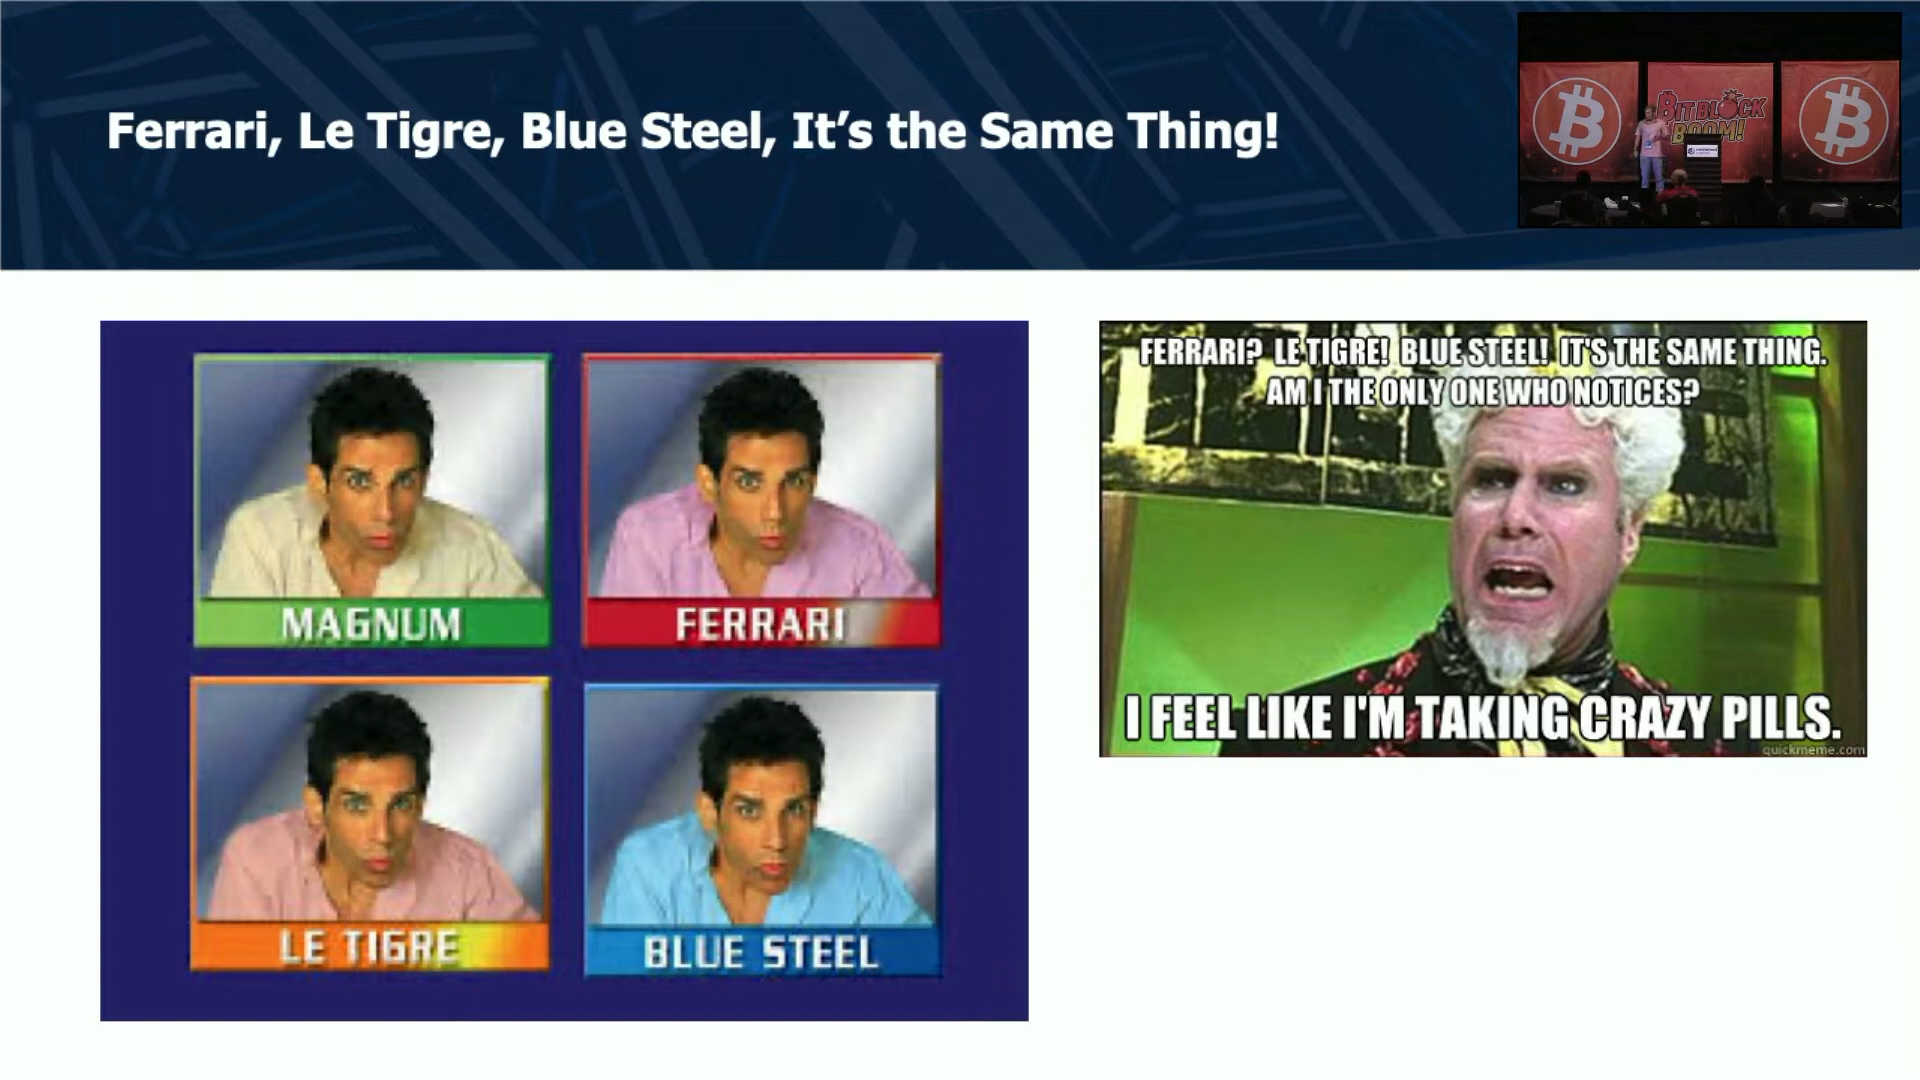 Ferrari, Le Tigre, Blue Steel, It’s the Same Thing!
BITBLOCK
BOOM!
MAGNUM
FERRARI
LE TIGRE
BLUE STEEL
FERRARI? LE TIGRE! BLUE STEEL! IT'S THE SAME THING.
AM I THE ONLY ONE WHO NOTICES?
I FEEL LIKE I'M TAKING CRAZY PILLS.
quickmeme.com